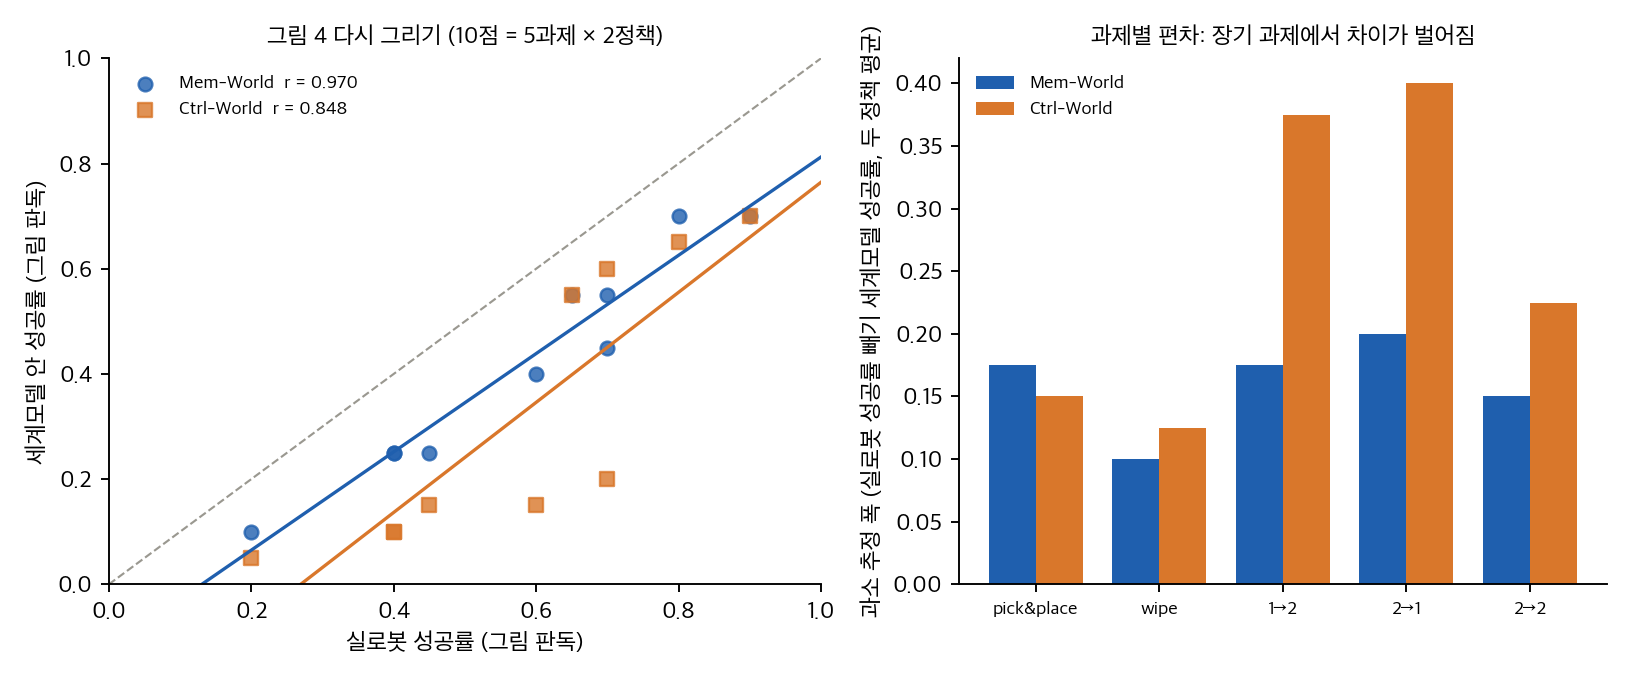 그림 4 다시 그리기 (10점 = 5과제 × 2정책)
Mem-World r = 0.970
Ctrl-World r = 0.848
세계모델 안 성공률 (그림 판독)
1.0
0.8
0.6
0.4
0.2
0.0
0.0 0.2 0.4 0.6 0.8 1.0
실로봇 성공률 (그림 판독)
과제별 편차: 장기 과제에서 차이가 벌어짐
Mem-World
Ctrl-World
과소 추정 폭 (실로봇 성공률 빼기 세계모델 성공률, 두 정책 평균)
0.40
0.35
0.30
0.25
0.20
0.15
0.10
0.05
0.00
pick&place wipe 1→2 2→1 2→2